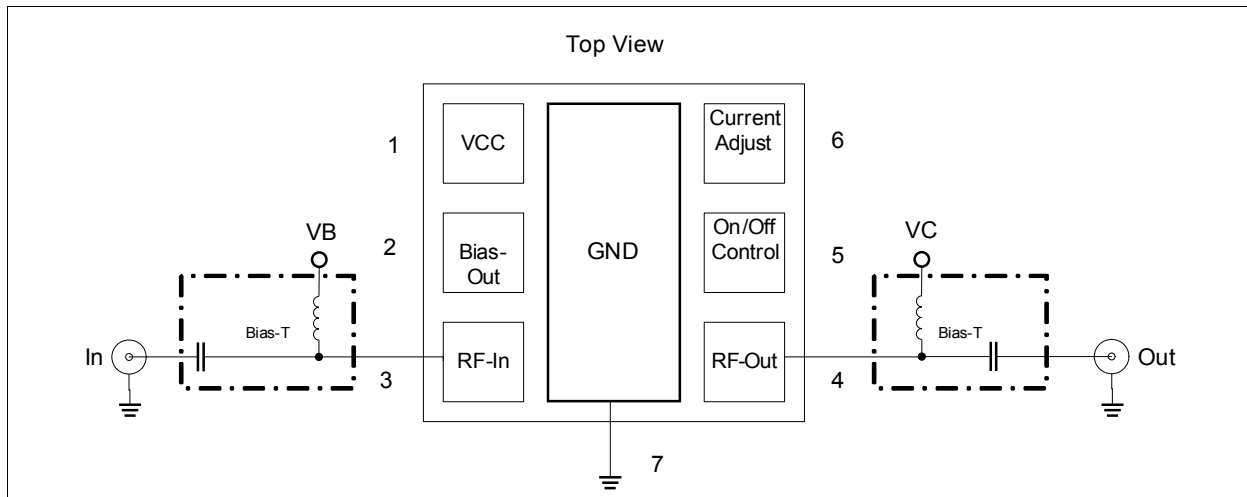 Top View
1
VCC
Current
Adjust
6
VB
2
Bias-
Out
GND
On/Off
Control
5
VC
In
Bias-T
3
RF-In
RF-Out
4
Bias-T
Out
7